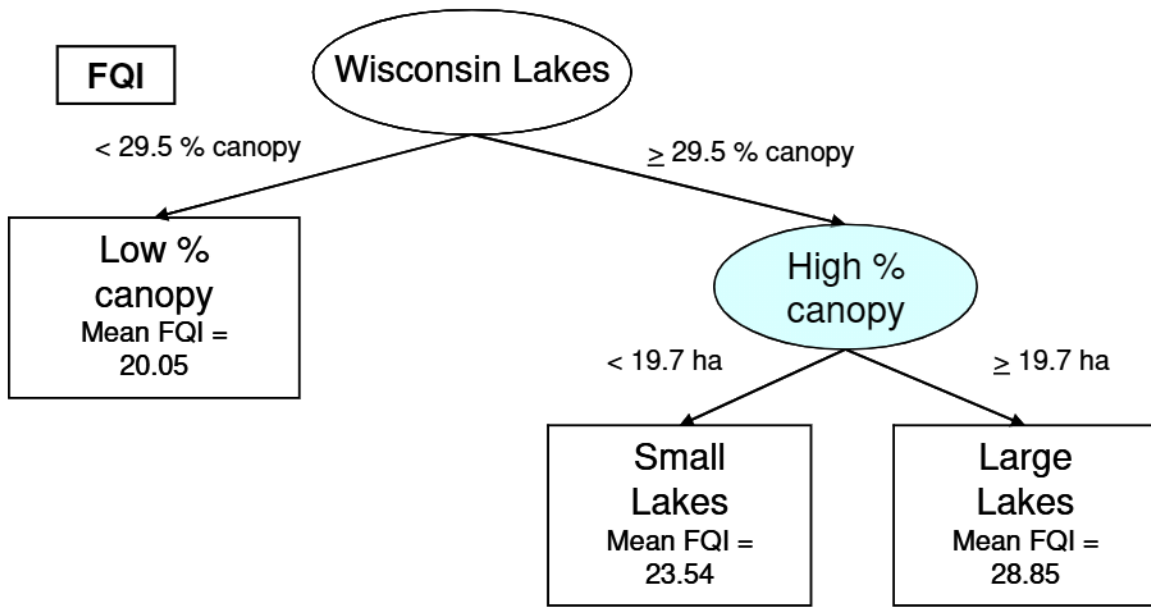 FQI
Wisconsin Lakes
< 29.5 % canopy
≥ 29.5 % canopy
Low %
canopy
Mean FQI =
20.05
High %
canopy
< 19.7 ha
≥ 19.7 ha
Small
Lakes
Mean FQI =
23.54
Large
Lakes
Mean FQI =
28.85